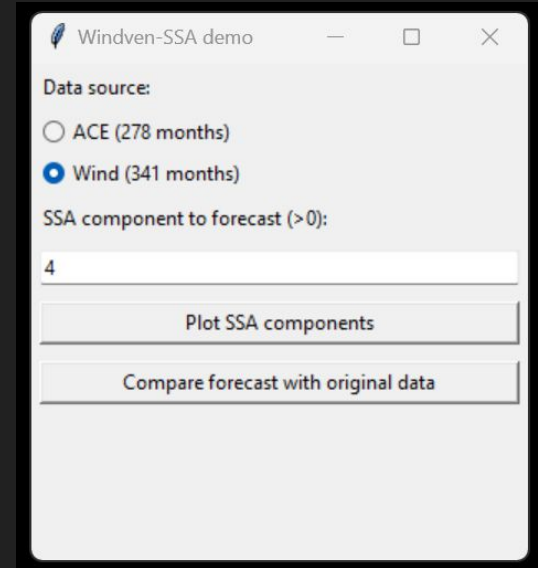 Windven-SSA demo
Data source:
ACE (278 months)
Wind (341 months)
SSA component to forecast (>0):
4
Plot SSA components
Compare forecast with original data